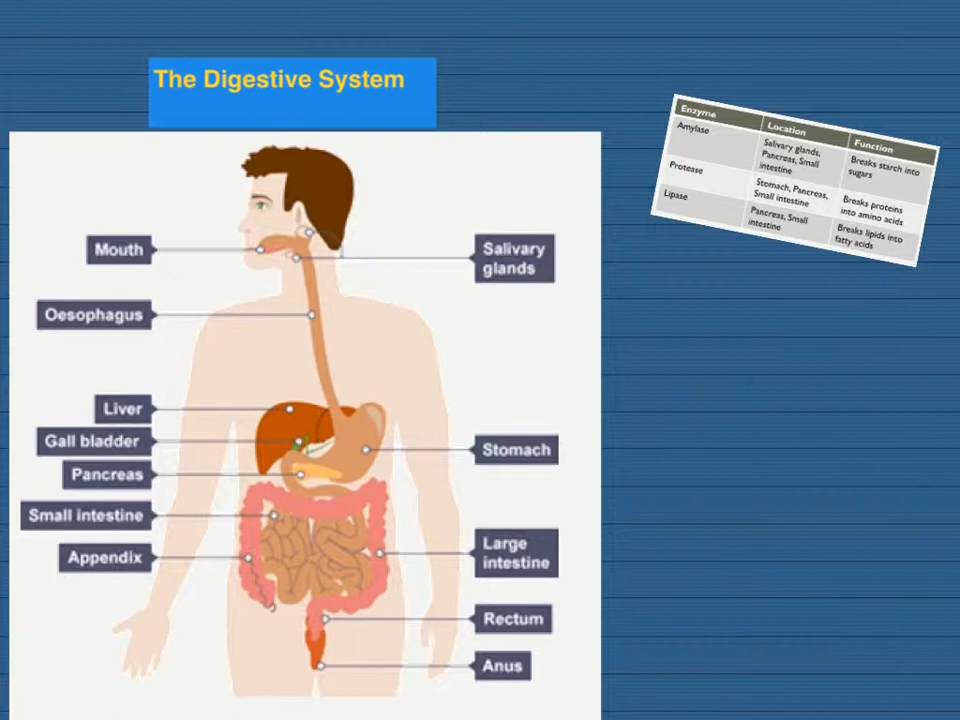 The Digestive System
Enzyme Location Function
Amylase
Salivary glands,
Pancreas, Small
intestine
Breaks starch into
sugars
Protease
Stomach, Pancreas,
Small intestine
Breaks proteins
into amino acids
Lipase
Pancreas, Small
intestine
Breaks lipids into
fatty acids
Mouth
Salivary
glands
Oesophagus
Liver
Gall bladder
Stomach
Pancreas
Small intestine
Appendix
Large
intestine
Rectum
Anus